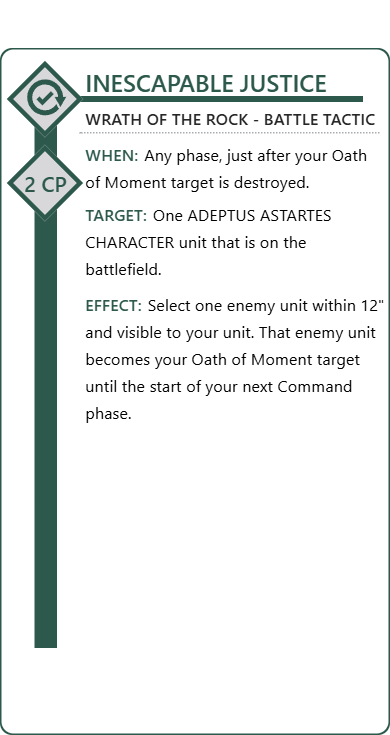 INESCAPABLE JUSTICE
WRATH OF THE ROCK - BATTLE TACTIC
2 CP
WHEN: Any phase, just after your Oath
of Moment target is destroyed.
TARGET: One ADEPTUS ASTARTES
CHARACTER unit that is on the
battlefield.
EFFECT: Select one enemy unit within 12"
and visible to your unit. That enemy unit
becomes your Oath of Moment target
until the start of your next Command
phase.